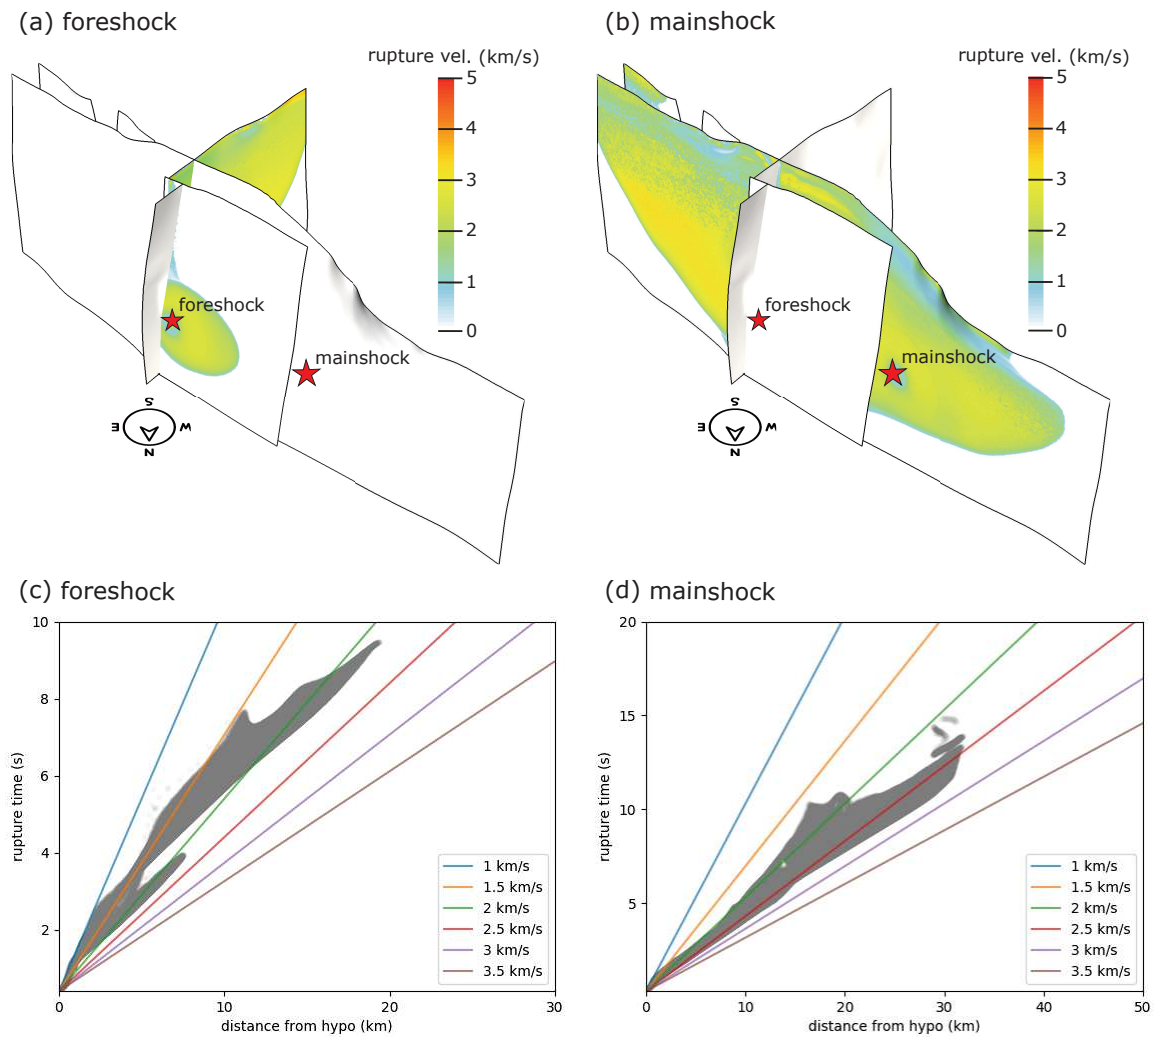 (a) foreshock
rupture vel. (km/s)
5
4
3
2
1
0
foreshock
mainshock
S
E
W
N
(b) mainshock
rupture vel. (km/s)
5
4
3
2
1
0
foreshock
mainshock
S
E
W
N
(c) foreshock
10
8
6
4
2
rupture time (s)
0
10
20
30
distance from hypo (km)
1 km/s
1.5 km/s
2 km/s
2.5 km/s
3 km/s
3.5 km/s
(d) mainshock
20
15
10
5
rupture time (s)
0
10
20
30
40
50
distance from hypo (km)
1 km/s
1.5 km/s
2 km/s
2.5 km/s
3 km/s
3.5 km/s